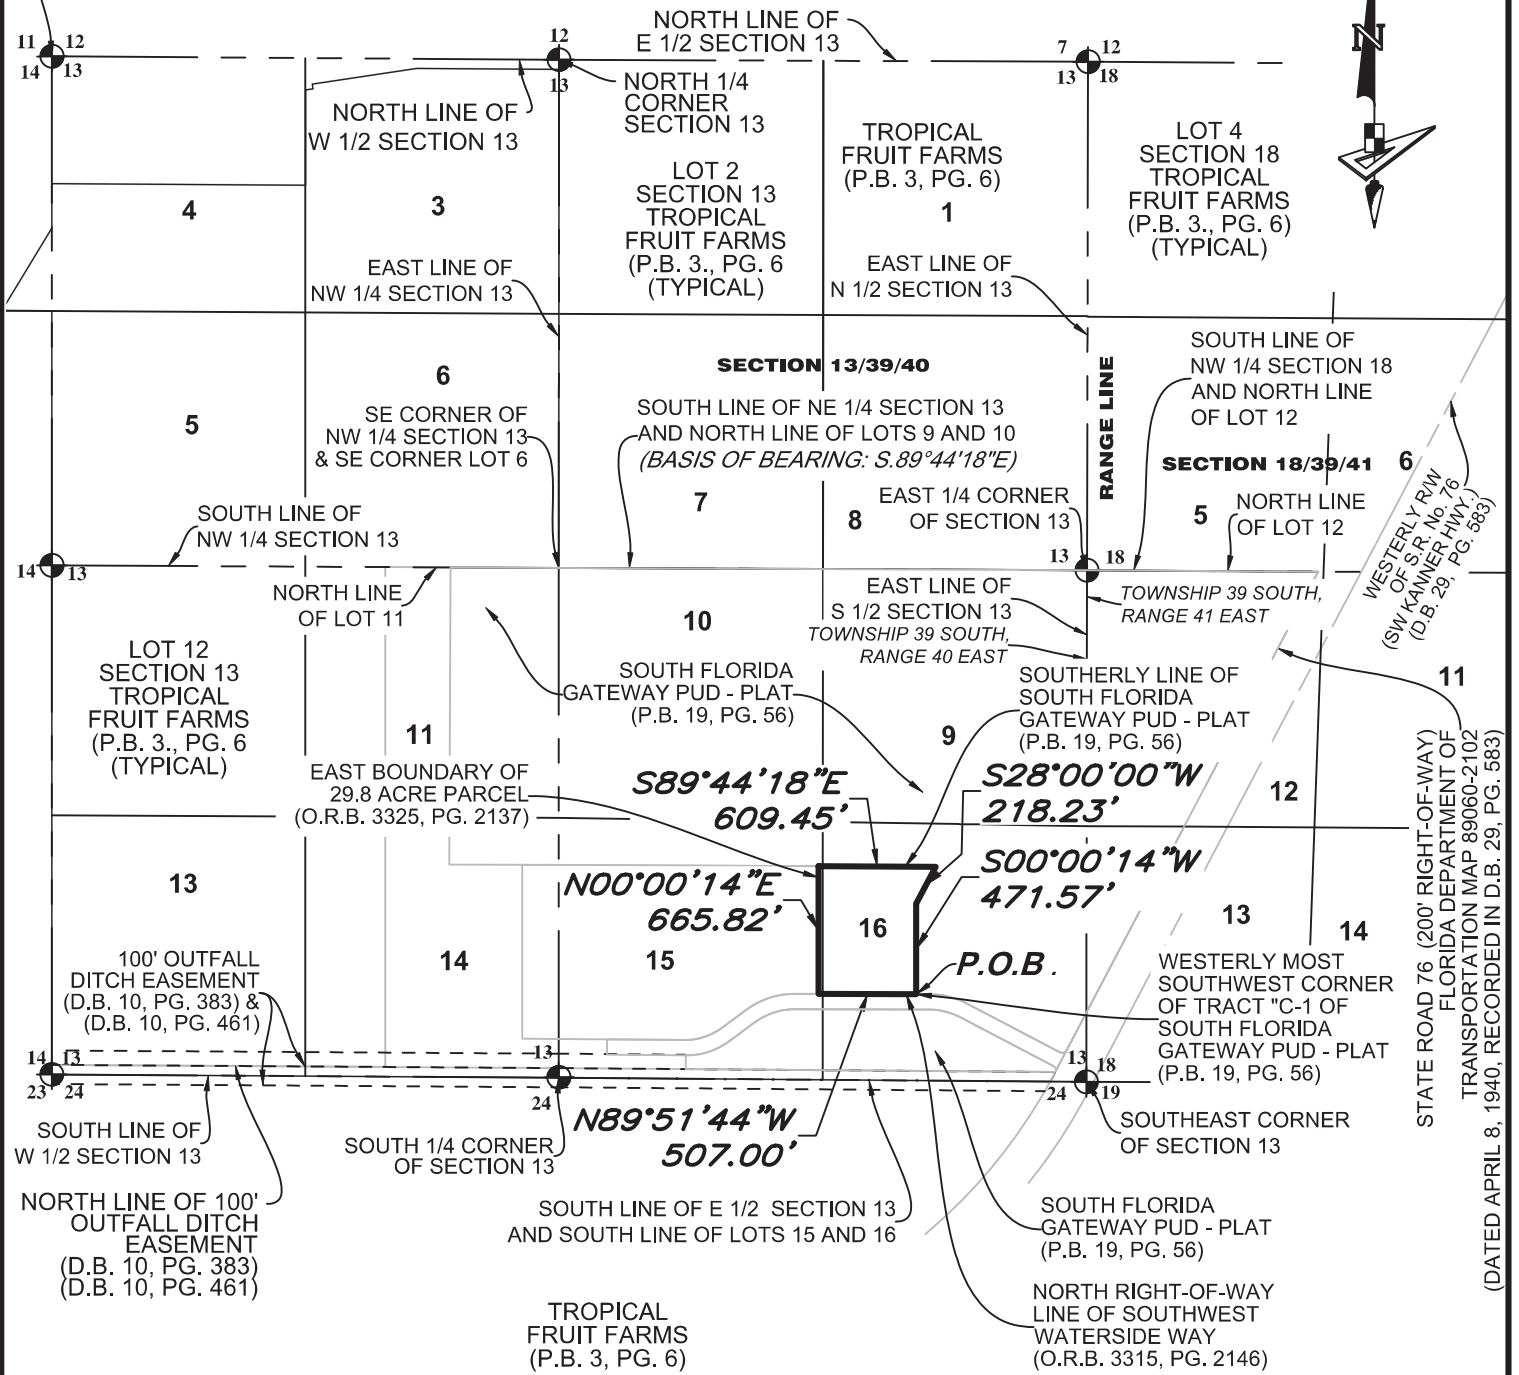 NORTH LINE OF
E 1/2 SECTION 13
11
12
14
13
12
13
7
12
13
18
N
NORTH LINE OF
W 1/2 SECTION 13
NORTH 1/4
CORNER
SECTION 13
TROPICAL
FRUIT FARMS
(P.B. 3, PG. 6)
1
LOT 4
SECTION 18
TROPICAL
FRUIT FARMS
(P.B. 3., PG. 6)
(TYPICAL)
4
3
LOT 2
SECTION 13
TROPICAL
FRUIT FARMS
(P.B. 3., PG. 6
(TYPICAL)
EAST LINE OF
NW 1/4 SECTION 13
EAST LINE OF
N 1/2 SECTION 13
SECTION 13/39/40
RANGE LINE
SOUTH LINE OF
NW 1/4 SECTION 18
AND NORTH LINE
OF LOT 12
5
6
SE CORNER OF
NW 1/4 SECTION 13
& SE CORNER LOT 6
SOUTH LINE OF NE 1/4 SECTION 13
AND NORTH LINE OF LOTS 9 AND 10
(BASIS OF BEARING: S.89°44'18"E)
SECTION 18/39/41
6
7
8
EAST 1/4 CORNER
OF SECTION 13
5
NORTH LINE
OF LOT 12
WESTERLY R/W
OF S.R. No. 76
(SW KANNER HWY.)
(D.B. 29, PG. 583)
SOUTH LINE OF
NW 1/4 SECTION 13
14
13
13
18
NORTH LINE
OF LOT 11
10
EAST LINE OF
S 1/2 SECTION 13
TOWNSHIP 39 SOUTH,
RANGE 40 EAST
TOWNSHIP 39 SOUTH,
RANGE 41 EAST
LOT 12
SECTION 13
TROPICAL
FRUIT FARMS
(P.B. 3., PG. 6
(TYPICAL)
SOUTH FLORIDA
GATEWAY PUD - PLAT
(P.B. 19, PG. 56)
SOUTHERLY LINE OF
SOUTH FLORIDA
GATEWAY PUD - PLAT
(P.B. 19, PG. 56)
11
11
9
EAST BOUNDARY OF
29.8 ACRE PARCEL
(O.R.B. 3325, PG. 2137)
S89°44'18"E
609.45'
S28°00'00"W
218.23'
12
STATE ROAD 76 (200' RIGHT-OF-WAY)
FLORIDA DEPARTMENT OF
TRANSPORTATION MAP 89060-2102
(DATED APRIL 8, 1940, RECORDED IN D.B. 29, PG. 583)
13
N00°00'14"E
665.82'
S00°00'14"W
471.57'
16
13
14
14
15
P.O.B.
100' OUTFALL
DITCH EASEMENT
(D.B. 10, PG. 383) &
(D.B. 10, PG. 461)
WESTERLY MOST
SOUTHWEST CORNER
OF TRACT "C-1 OF
SOUTH FLORIDA
GATEWAY PUD - PLAT
(P.B. 19, PG. 56)
14
13
23
24
13
24
13
18
24
19
SOUTH LINE OF
W 1/2 SECTION 13
SOUTH 1/4 CORNER
OF SECTION 13
N89°51'44"W
507.00'
SOUTHEAST CORNER
OF SECTION 13
NORTH LINE OF 100'
OUTFALL DITCH
EASEMENT
(D.B. 10, PG. 383)
(D.B. 10, PG. 461)
SOUTH LINE OF E 1/2 SECTION 13
AND SOUTH LINE OF LOTS 15 AND 16
SOUTH FLORIDA
GATEWAY PUD - PLAT
(P.B. 19, PG. 56)
TROPICAL
FRUIT FARMS
(P.B. 3, PG. 6)
NORTH RIGHT-OF-WAY
LINE OF SOUTHWEST
WATERSIDE WAY
(O.R.B. 3315, PG. 2146)